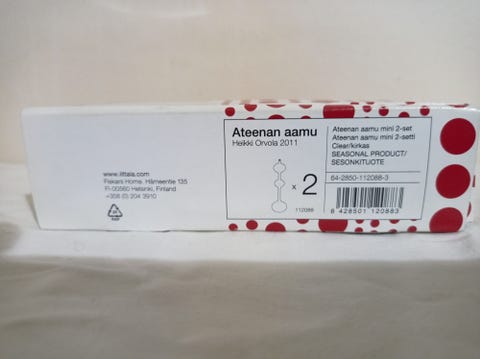 www.iittala.com
Fiskars Home. Hämeentie 135
FI-00560 Helsinki, Finland
+358 (0) 204 3910
Ateenan aamu
Heikki Orvola 2011
x 2
112088
Ateenan aamu mini 2-set
Ateenan aamu mini 2-setti
Clear/kirkas
SEASONAL PRODUCT/
SESONKITUOTE
64-2850-112088-3
8 428501 120883